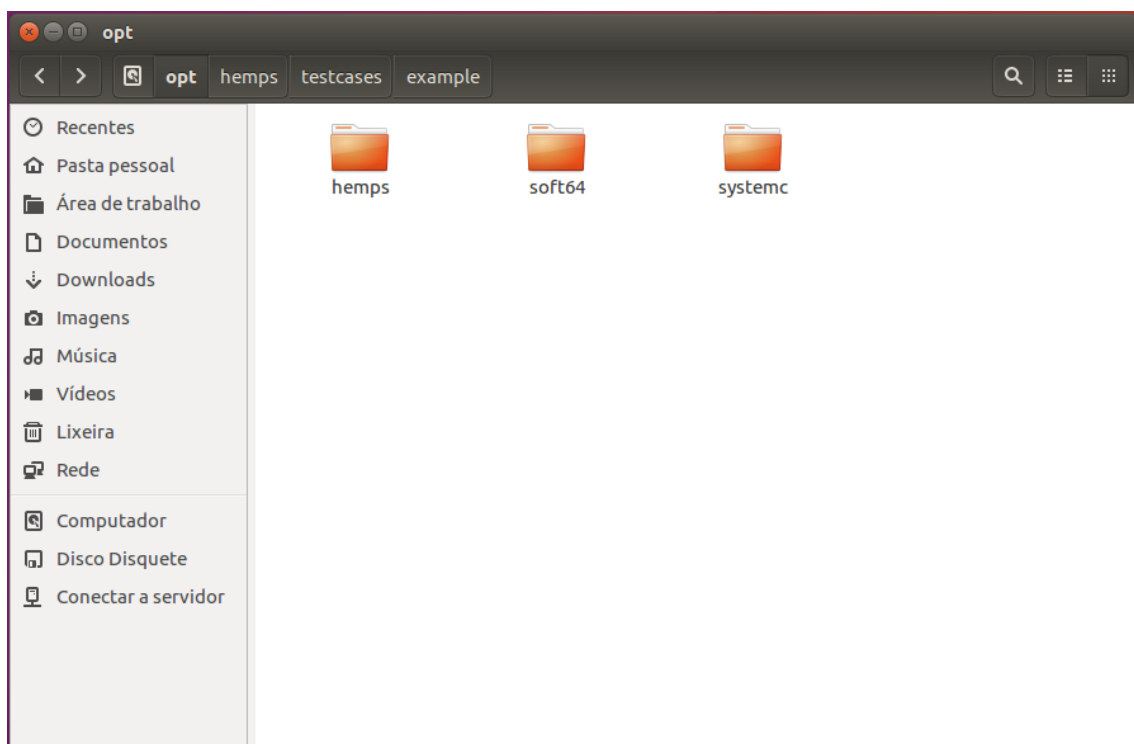 opt
opt hemps testcases example
Recentes
Pasta pessoal
Área de trabalho
Documentos
Downloads
Imagens
Música
Vídeos
Lixeira
Rede
Computador
Disco Disquete
Conectar a servidor
hemps soft64 systemc